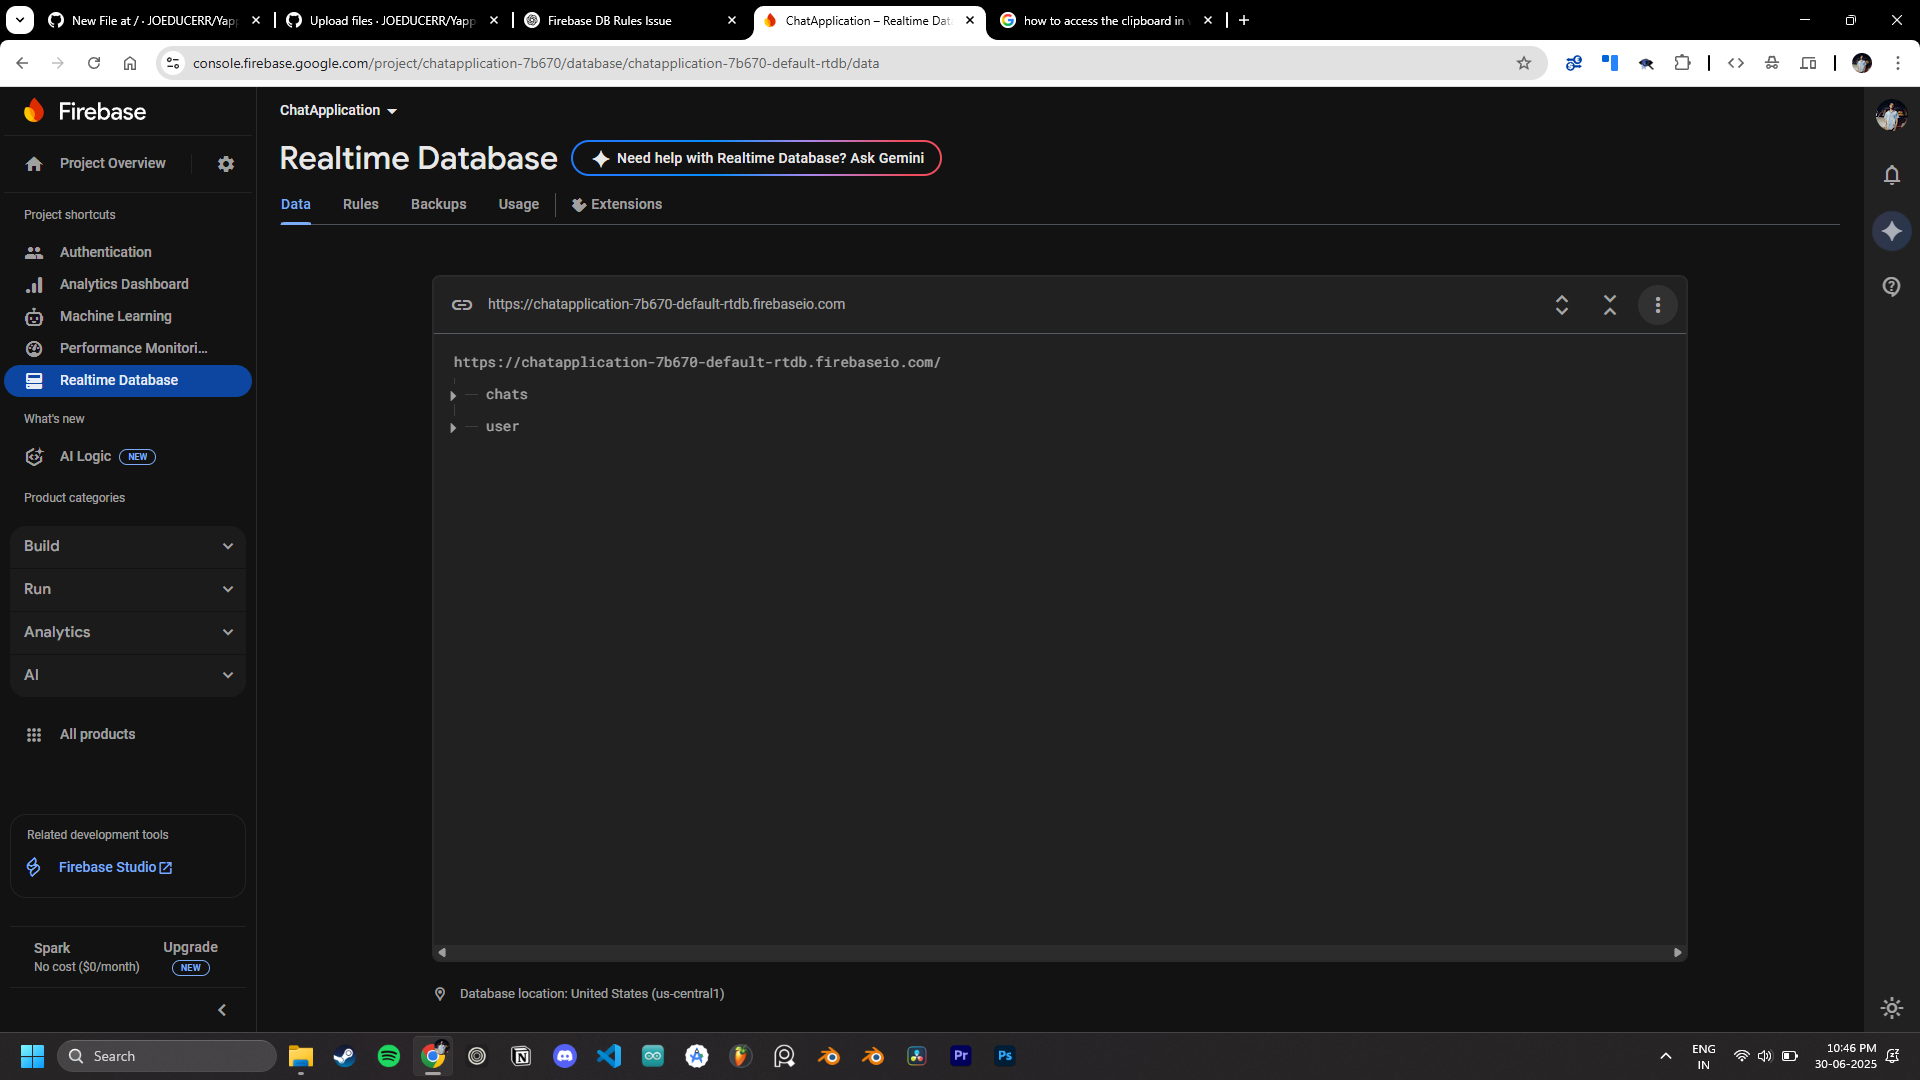 New File at / · JOEDUCERR/Yapp
Upload files · JOEDUCERR/Yapp
Firebase DB Rules Issue
ChatApplication – Realtime Dat
how to access the clipboard in
console.firebase.google.com/project/chatapplication-7b670/database/chatapplication-7b670-default-rtdb/data
Firebase
ChatApplication
Project Overview
Realtime Database
Need help with Realtime Database? Ask Gemini
Data
Rules
Backups
Usage
Extensions
Project shortcuts
Authentication
Analytics Dashboard
Machine Learning
Performance Monitori...
Realtime Database
What's new
AI Logic NEW
Product categories
Build
Run
Analytics
AI
All products
Related development tools
Firebase Studio
Spark
No cost ($0/month)
Upgrade
NEW
https://chatapplication-7b670-default-rtdb.firebaseio.com
https://chatapplication-7b670-default-rtdb.firebaseio.com/
chats
user
Database location: United States (us-central1)
Search
Pr
Ps
ENG
IN
10:46 PM
30-06-2025